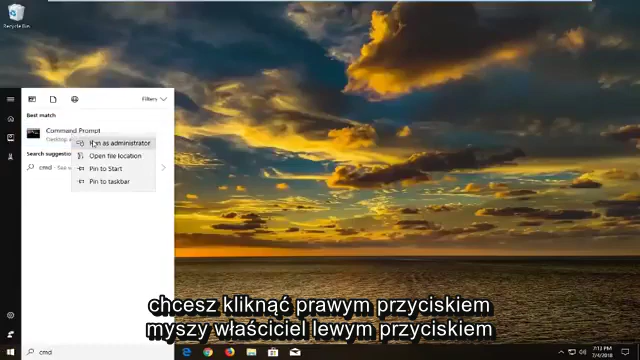 Recycle Bin
Filters
Best match
Command Prompt
Desktop
Run as administrator
Open file location
Pin to Start
Pin to taskbar
Search suggestions
cmd - See
chcesz kliknąć prawym przyciskiem
myszy właściciel lewym przyciskiem
cmd
7:13 PM
7/4/2018